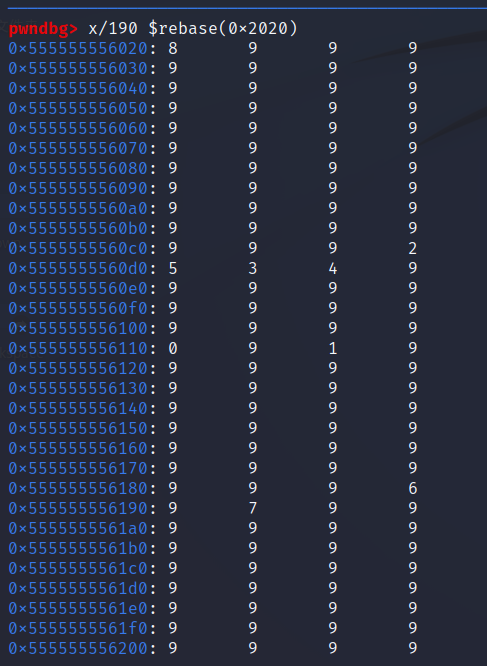 pwndbg> x/190 $rebase(0×2020)
0×555555556020: 8 9 9 9
0×555555556030: 9 9 9 9
0×555555556040: 9 9 9 9
0×555555556050: 9 9 9 9
0×555555556060: 9 9 9 9
0×555555556070: 9 9 9 9
0×555555556080: 9 9 9 9
0×555555556090: 9 9 9 9
0×5555555560a0: 9 9 9 9
0×5555555560b0: 9 9 9 9
0×5555555560c0: 9 9 9 2
0×5555555560d0: 5 3 4 9
0×5555555560e0: 9 9 9 9
0×5555555560f0: 9 9 9 9
0×555555556100: 9 9 9 9
0×555555556110: 0 9 1 9
0×555555556120: 9 9 9 9
0×555555556130: 9 9 9 9
0×555555556140: 9 9 9 9
0×555555556150: 9 9 9 9
0×555555556160: 9 9 9 9
0×555555556170: 9 9 9 9
0×555555556180: 9 9 9 6
0×555555556190: 9 7 9 9
0×5555555561a0: 9 9 9 9
0×5555555561b0: 9 9 9 9
0×5555555561c0: 9 9 9 9
0×5555555561d0: 9 9 9 9
0×5555555561e0: 9 9 9 9
0×5555555561f0: 9 9 9 9
0×555555556200: 9 9 9 9